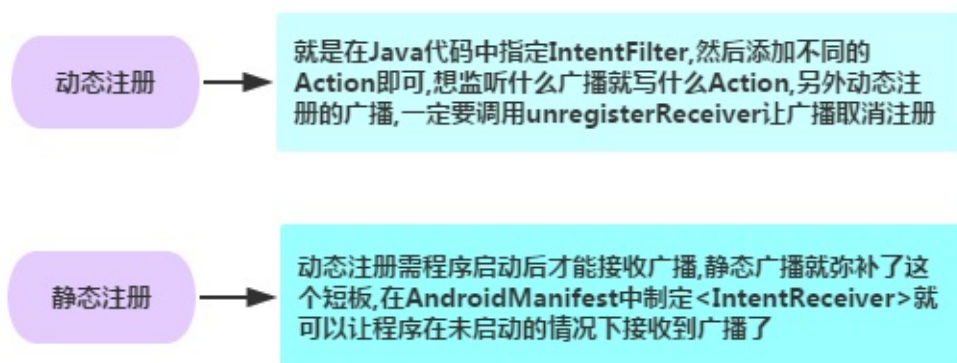 动态注册
就是在Java代码中指定IntentFilter,然后添加不同的
Action即可,想监听什么广播就写什么Action,另外动态注
册的广播,一定要调用unregisterReceiver让广播取消注册
静态注册
动态注册需程序启动后才能接收广播,静态广播就弥补了这
个短板,在AndroidManifest中制定<IntentReceiver>就
可以让程序在未启动的情况下接收到广播了